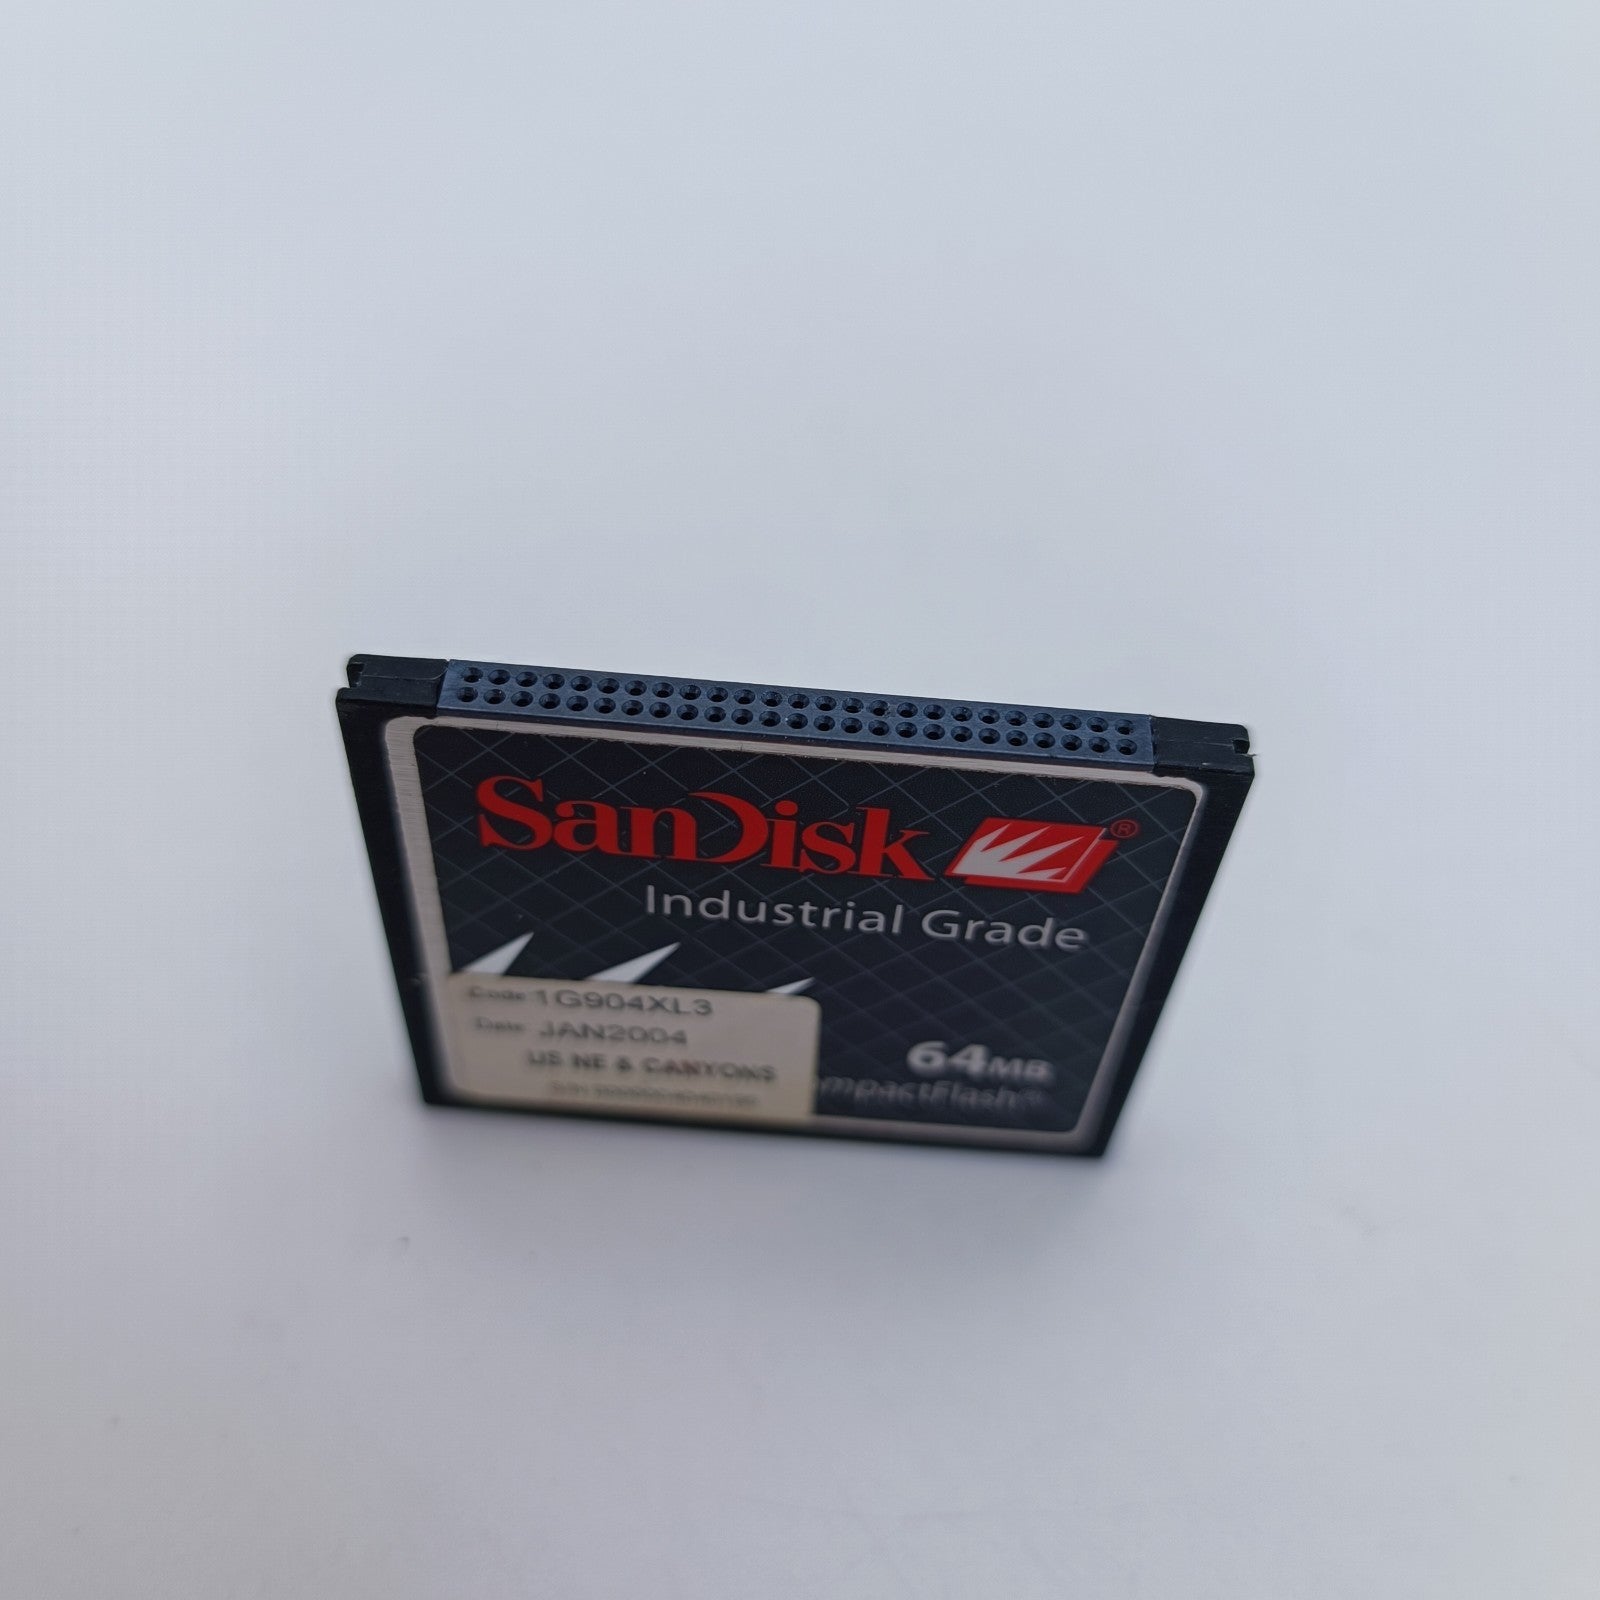 SanDisk ®
Industrial Grade
Code 1G904XL3
Date JAN2004
US NE & CANYONS
64MB